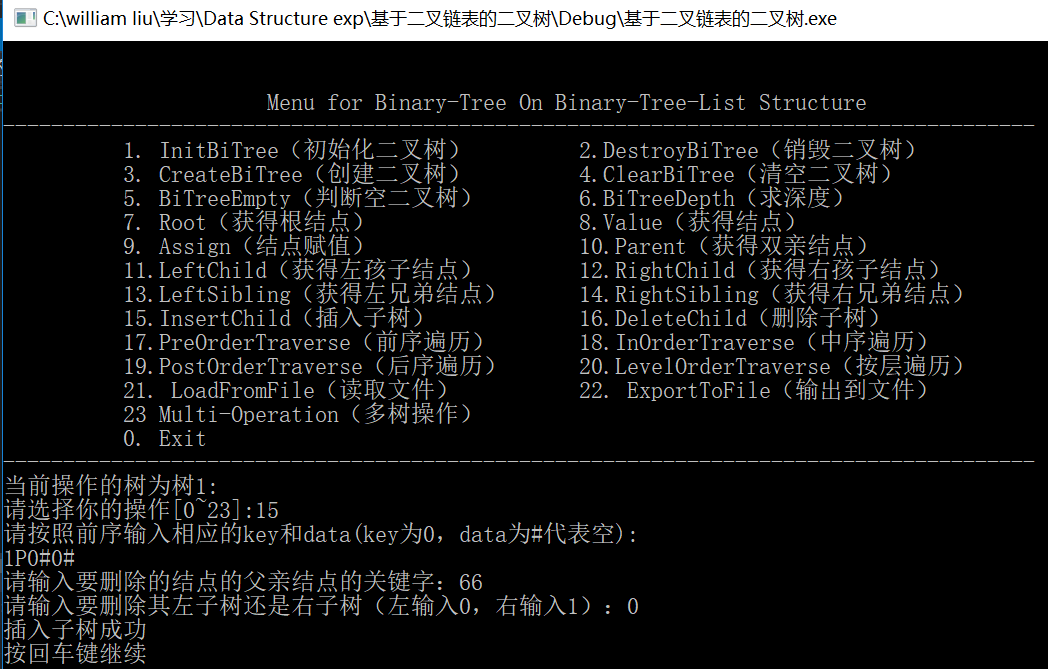 C:\william liu\学习\Data Structure exp\基于二叉链表的二叉树\Debug\基于二叉链表的二叉树.exe
Menu for Binary-Tree On Binary-Tree-List Structure
1. InitBiTree（初始化二叉树） 2.DestroyBiTree（销毁二叉树）
3. CreateBiTree（创建二叉树） 4.ClearBiTree（清空二叉树）
5. BiTreeEmpty（判断空二叉树） 6.BiTreeDepth（求深度）
7. Root（获得根结点） 8.Value（获得结点）
9. Assign（结点赋值） 10.Parent（获得双亲结点）
11.LeftChild（获得左孩子结点） 12.RightChild（获得右孩子结点）
13.LeftSibling（获得左兄弟结点） 14.RightSibling（获得右兄弟结点）
15.InsertChild（插入子树） 16.DeleteChild（删除子树）
17.PreOrderTraverse（前序遍历） 18.InOrderTraverse（中序遍历）
19.PostOrderTraverse（后序遍历） 20.LevelOrderTraverse（按层遍历）
21. LoadFromFile（读取文件） 22. ExportToFile（输出到文件）
23 Multi-Operation（多树操作）
0. Exit
当前操作的树为树1:
请选择你的操作[0~23]:15
请按照前序输入相应的key和data(key为0，data为#代表空):
1P0#0#
请输入要删除的结点的父亲结点的关键字：66
请输入要删除其左子树还是右子树（左输入0，右输入1）：0
插入子树成功
按回车键继续